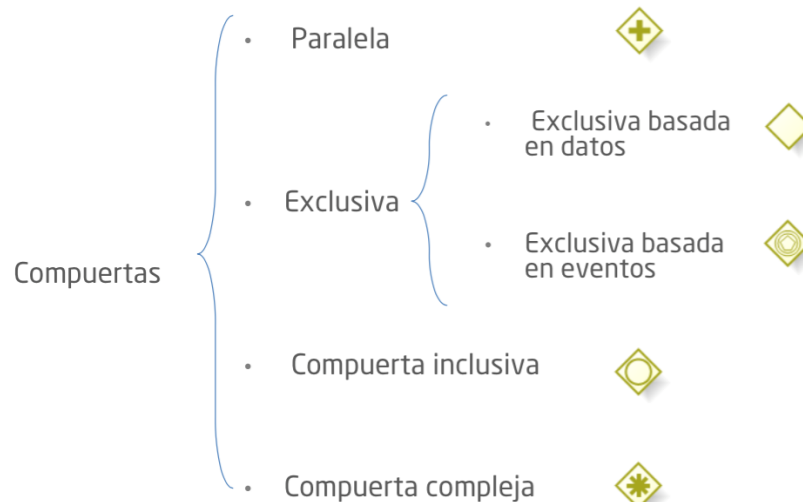 Compuertas
• Paralela
• Exclusiva
• Exclusiva basada
en datos
• Exclusiva basada
en eventos
• Compuerta inclusiva
• Compuerta compleja